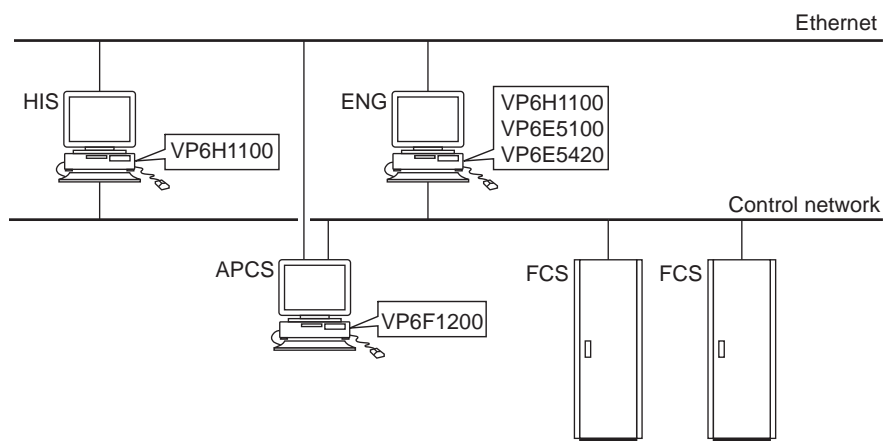 Ethernet
HIS
VP6H1100
ENG
VP6H1100
VP6E5100
VP6E5420
Control network
APCS
VP6F1200
FCS
FCS